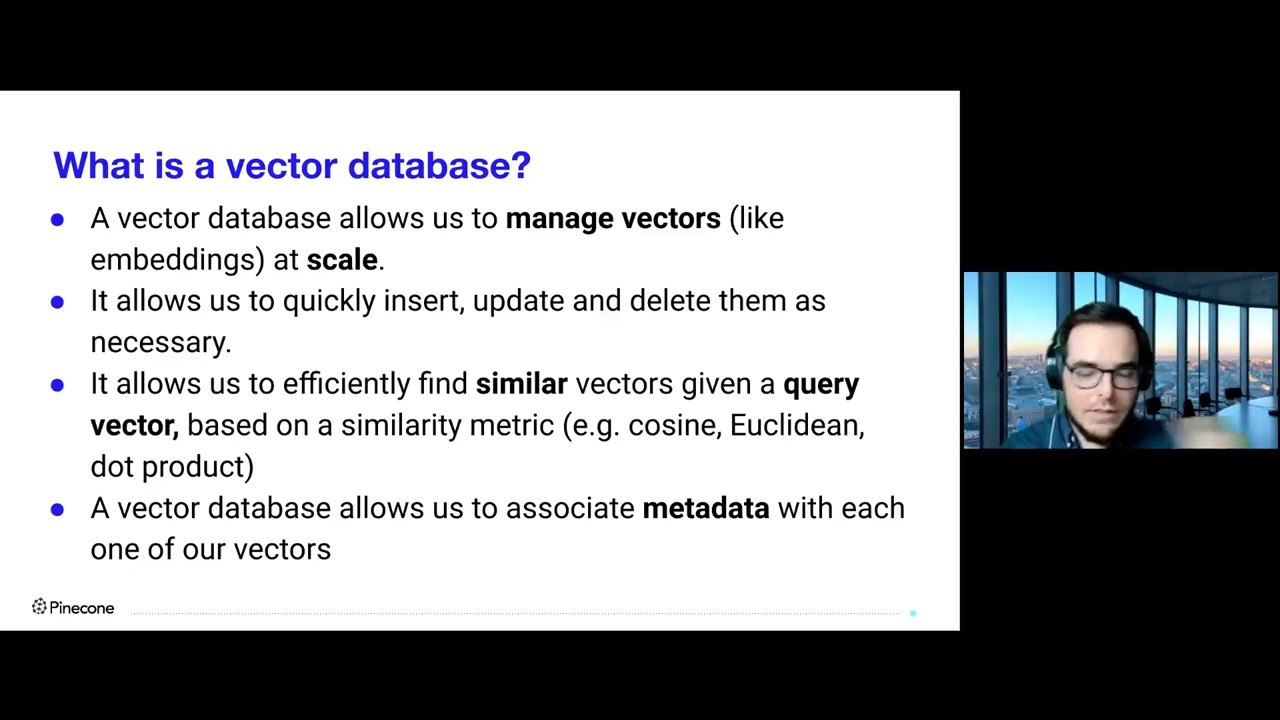 What is a vector database?
● A vector database allows us to manage vectors (like
embeddings) at scale.
● It allows us to quickly insert, update and delete them as
necessary.
● It allows us to efficiently find similar vectors given a query
vector, based on a similarity metric (e.g. cosine, Euclidean,
dot product)
● A vector database allows us to associate metadata with each
one of our vectors
Pinecone